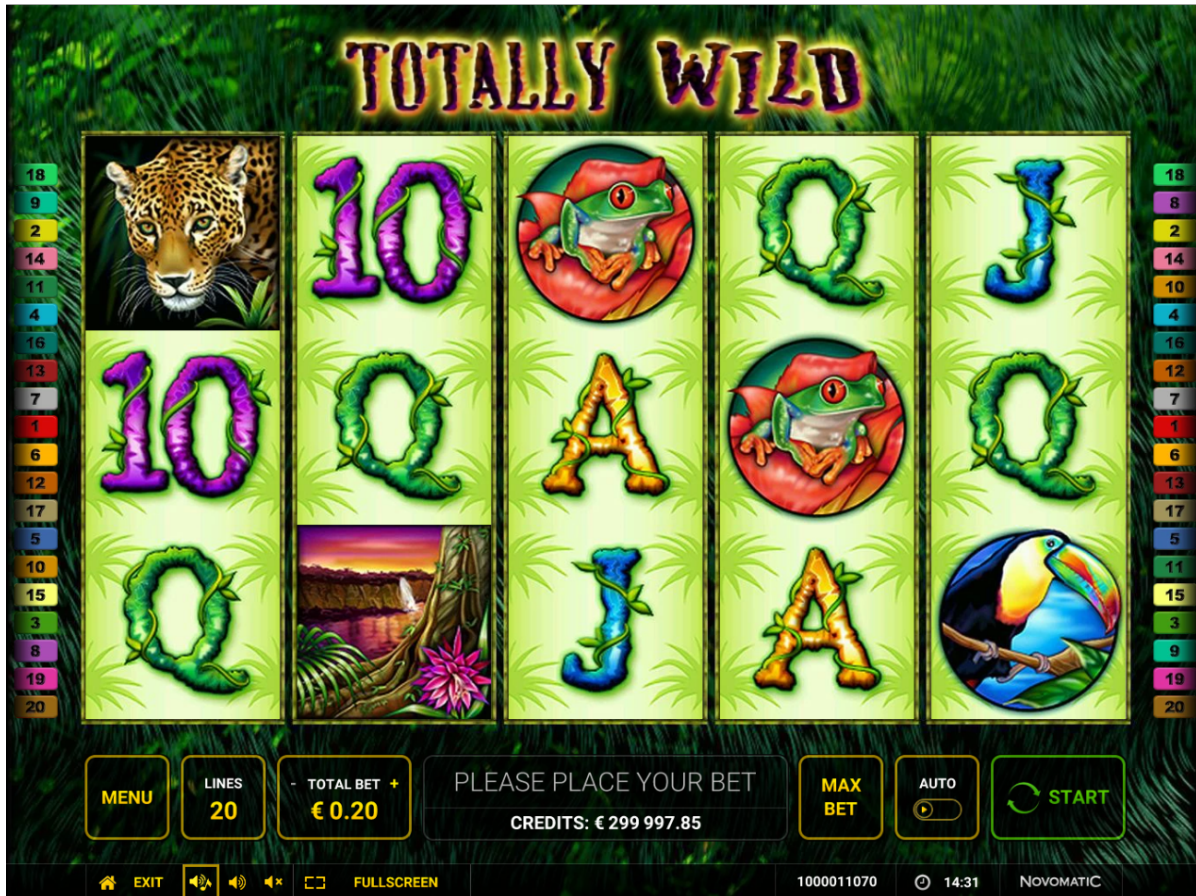 TOTALLY WILD
18
9
2
14
11
4
16
13
7
1
6
12
17
5
10
15
3
8
19
20
10 Q J
10 Q A Q
Q J A
18
8
2
14
10
4
16
12
7
1
6
13
17
5
11
15
3
9
19
20
MENU
LINES
20
- TOTAL BET +
€ 0.20
PLEASE PLACE YOUR BET
CREDITS: € 299 997.85
MAX
BET
AUTO
START
EXIT
FULLSCREEN
1000011070
14:31
NOVOMATIC